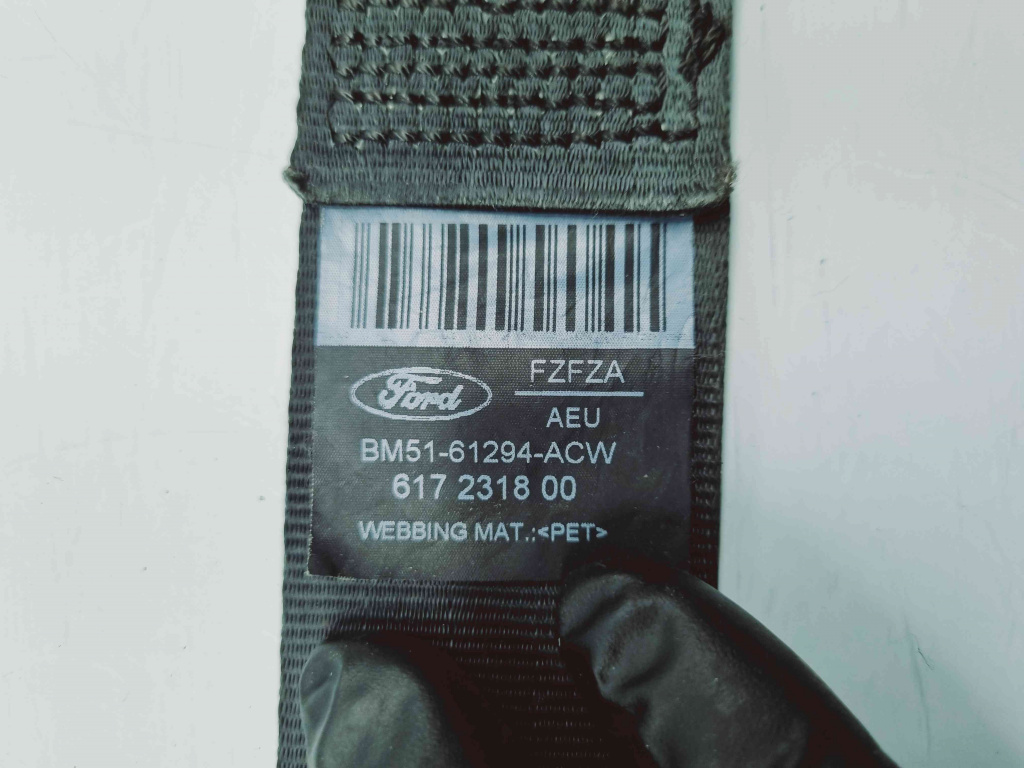 Ford
FZFZA
AEU
BM51-61294-ACW
617 2318 00
WEBBING MAT.:<PET>